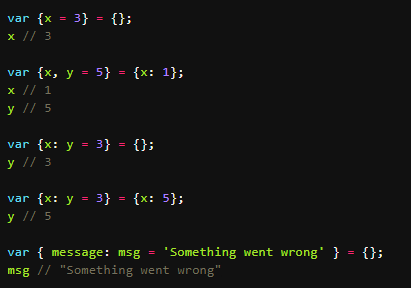 var {x = 3} = {};
x // 3
var {x, y = 5} = {x: 1};
x // 1
y // 5
var {x: y = 3} = {};
y // 3
var {x: y = 3} = {x: 5};
y // 5
var { message: msg = 'Something went wrong' } = {};
msg // "Something went wrong"